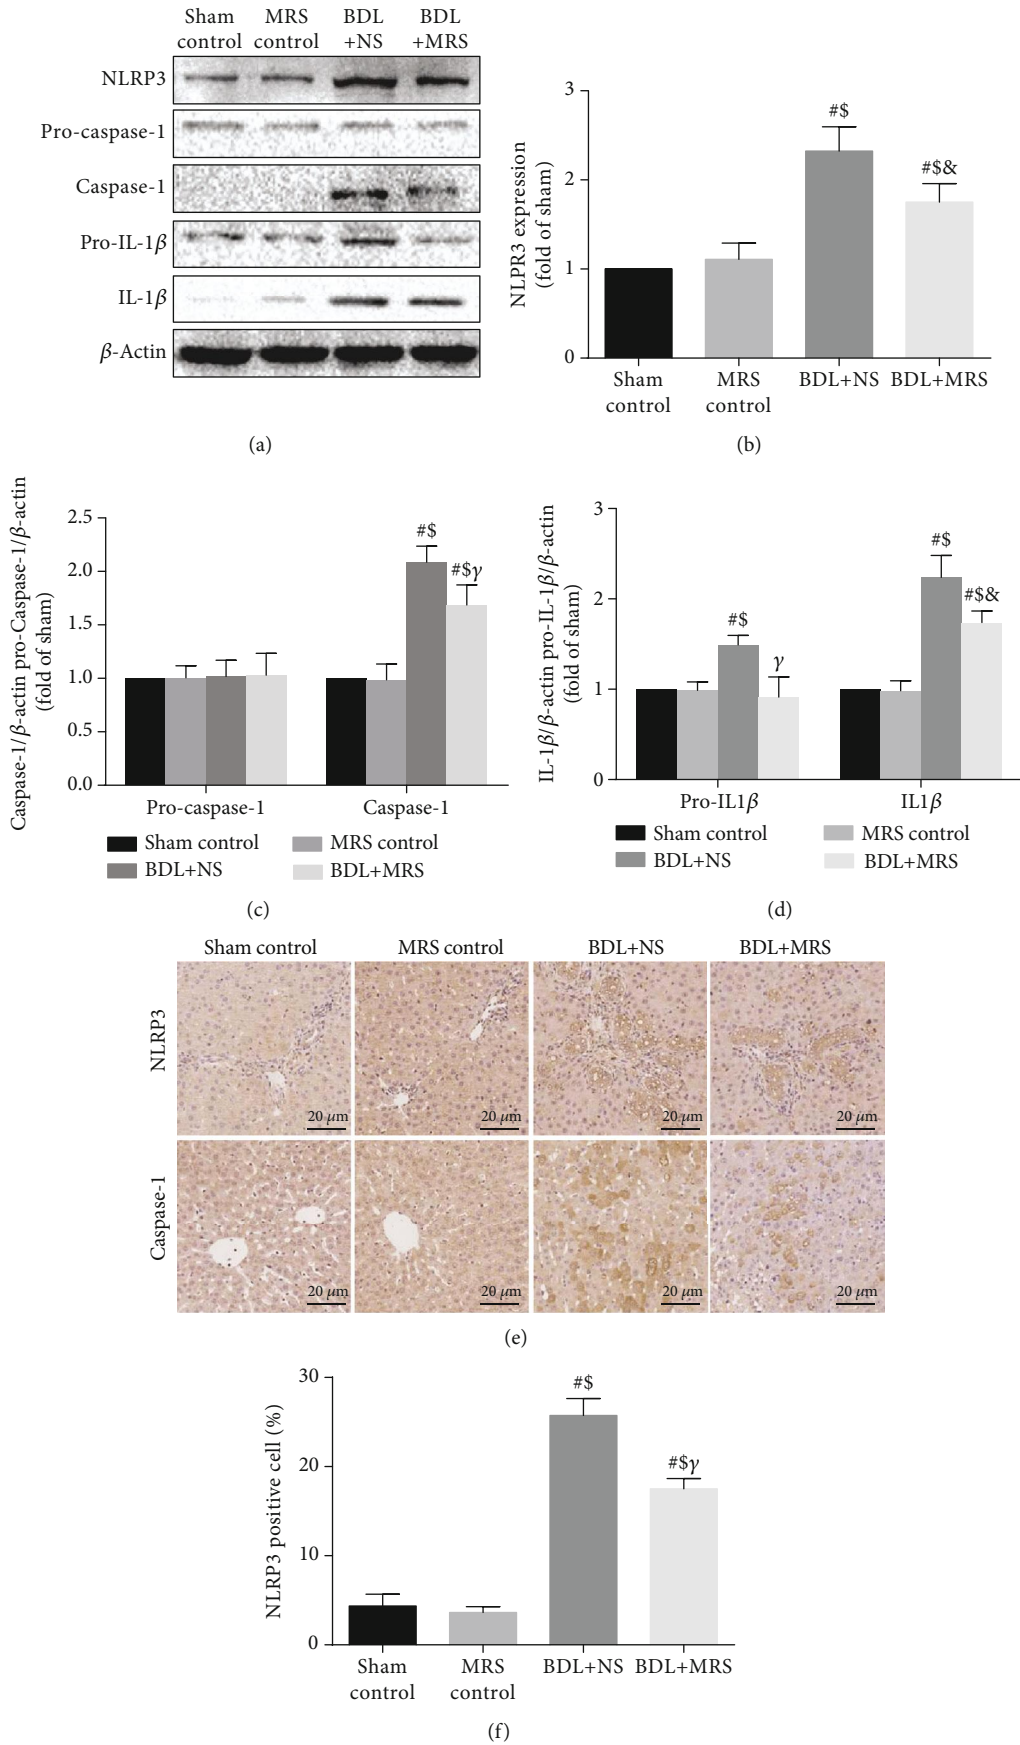 Sham MRS BDL BDL
control control +NS +MRS
NLRP3
Pro-caspase-1
Caspase-1
Pro-IL-1β
IL-1β
β-Actin
(a)
NLPR3 expression
(fold of sham)
3
2
1
0
#$
#$&
Sham
control
MRS
control
BDL+NS
BDL+MRS
(b)
Caspase-1/β-actin pro-Caspase-1/β-actin
(fold of sham)
2.5
2.0
1.5
1.0
0.5
0.0
#$
#$γ
Pro-caspase-1
Caspase-1
Sham control
MRS control
BDL+NS
BDL+MRS
(c)
IL-1β/β-actin pro-IL-1β/β-actin
(fold of sham)
3
2
1
0
#$
γ
#$
#$&
Pro-IL1β
IL1β
Sham control
MRS control
BDL+NS
BDL+MRS
(d)
Sham control
MRS control
BDL+NS
BDL+MRS
NLRP3
20 μm
20 μm
20 μm
20 μm
Caspase-1
20 μm
20 μm
20 μm
20 μm
(e)
NLRP3 positive cell (%)
30
20
10
0
#$
#$γ
Sham
control
MRS
control
BDL+NS
BDL+MRS
(f)